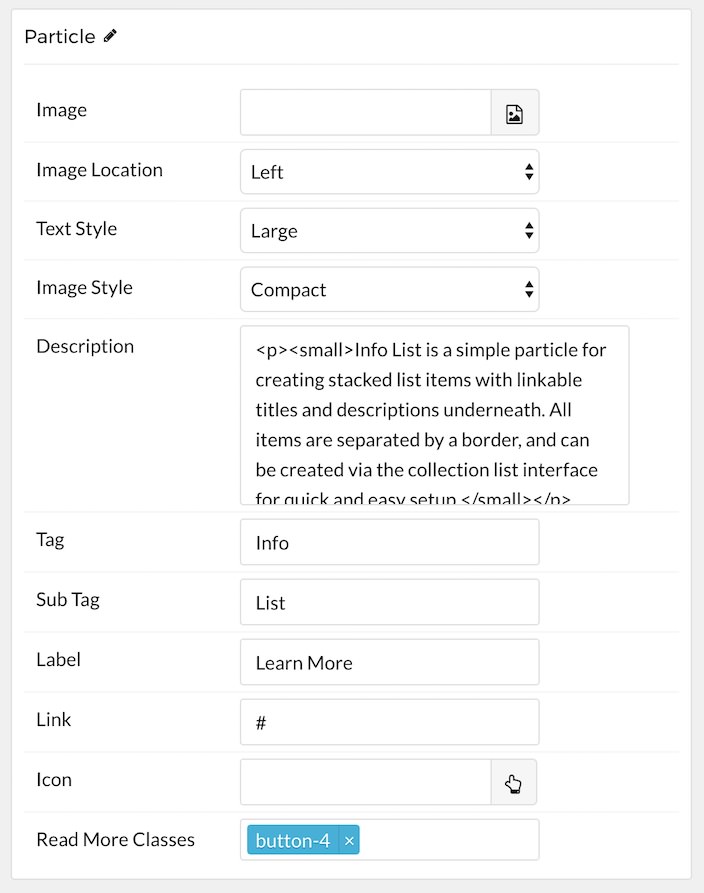 Particle
Image
Image Location
Left
Text Style
Large
Image Style
Compact
Description
<p><small>Info List is a simple particle for
creating stacked list items with linkable
titles and descriptions underneath. All
items are separated by a border, and can
be created via the collection list interface
for quick and easy setup.</small></p>
Tag
Info
Sub Tag
List
Label
Learn More
Link
#
Icon
Read More Classes
button-4 ×